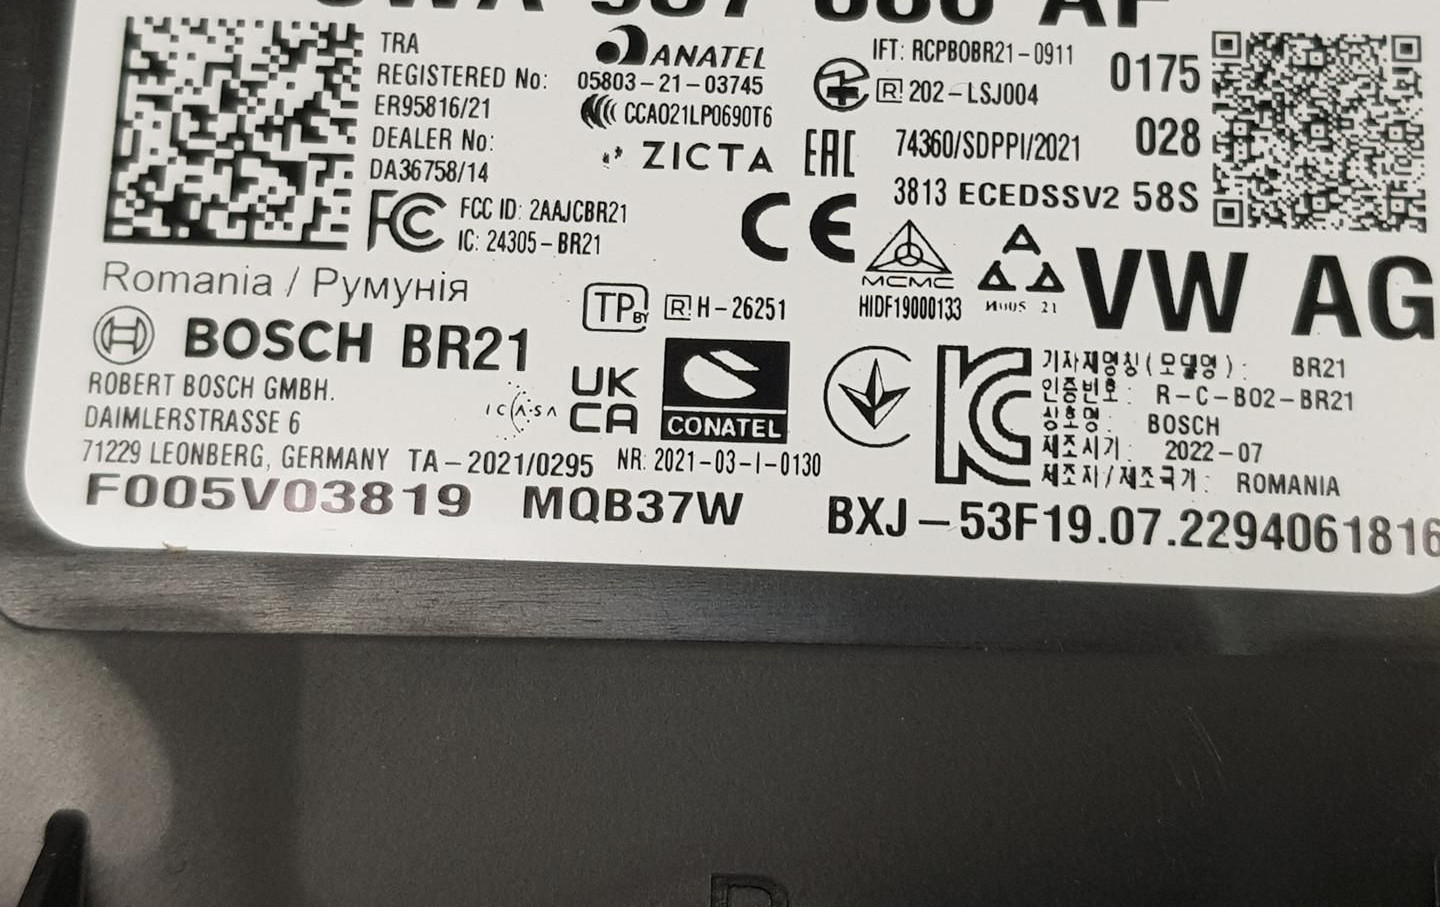 TRA
REGISTERED No:
ER95816/21
DEALER No:
DA36758/14
ANATEL
05803-21-03745
CCAO21LP0690T6
ZICTA EAC
IFT: RCPBOBR21-0911
R 202-LSJ004
74360/SDPPI/2021
3813 ECEDSSV2 58S
0175
028
FC FCC ID: 2AAJCBR21
IC: 24305-BR21
CE
MCMC
HIDF19000133
VW AG
Romania / Румунія
BOSCH BR21
TP BY R H-26251
ROBERT BOSCH GMBH.
DAIMLERSTRASSE 6
71229 LEONBERG, GERMANY TA-2021/0295
ICASA
UK
CA
CONATEL
NR: 2021-03-I-0130
기자재명칭(모델명): BR21
인증번호: R-C-BO2-BR21
상호명: BOSCH
제조시기: 2022-07
제조자/제조국가: ROMANIA
F005V03819 MQB37W BXJ-53F19.07.2294061816